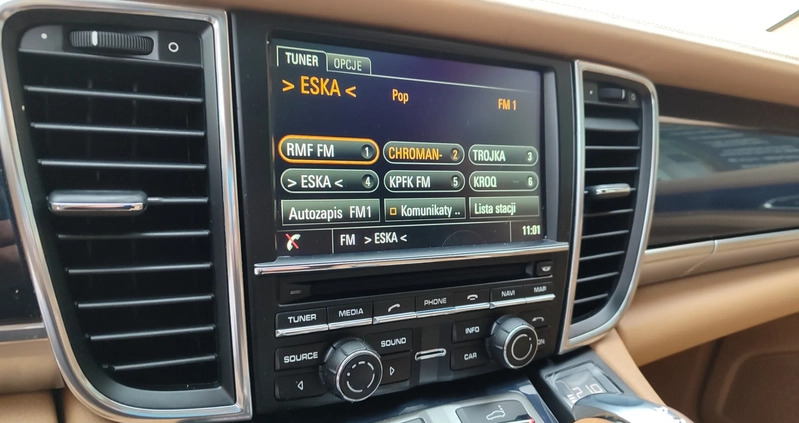 TUNER OPCJE
> ESKA <
Pop
FM 1
RMF FM 1
CHROMAN- 2
TROJKA 3
> ESKA < 4
KPFK FM 5
KROQ 6
Autozapis FM1
Komunikaty ..
Lista stacji
FM > ESKA <
11:01
TUNER MEDIA PHONE NAVI MAP
SOURCE SOUND
INFO
CAR